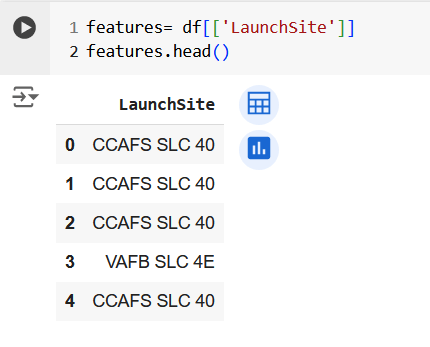 1 features= df[['LaunchSite']]
2 features.head()
LaunchSite
0 CCAFS SLC 40
1 CCAFS SLC 40
2 CCAFS SLC 40
3 VAFB SLC 4E
4 CCAFS SLC 40